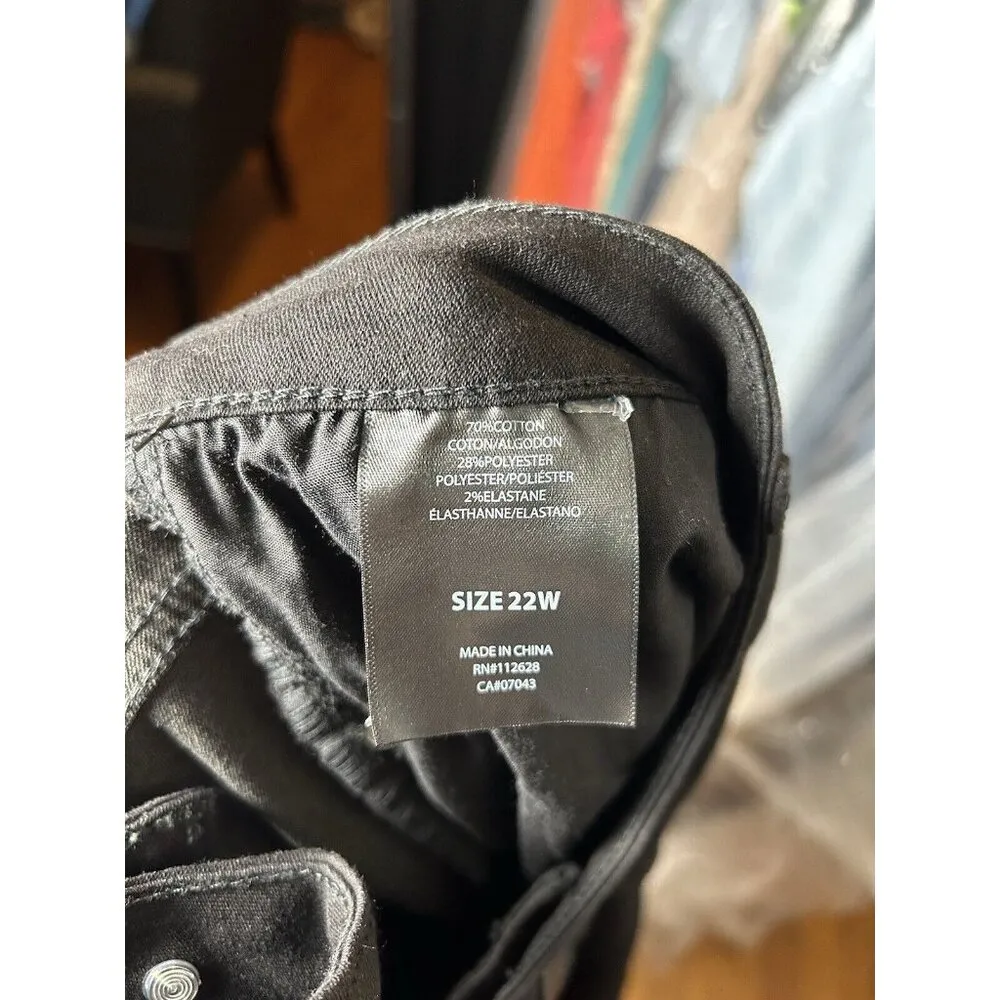 70%COTTON
COTON/ALGODON
28%POLYESTER
POLYESTER/POLIÉSTER
2%ELASTANE
ÉLASTHANNE/ELASTANO
SIZE 22W
MADE IN CHINA
RN#112628
CA#07043